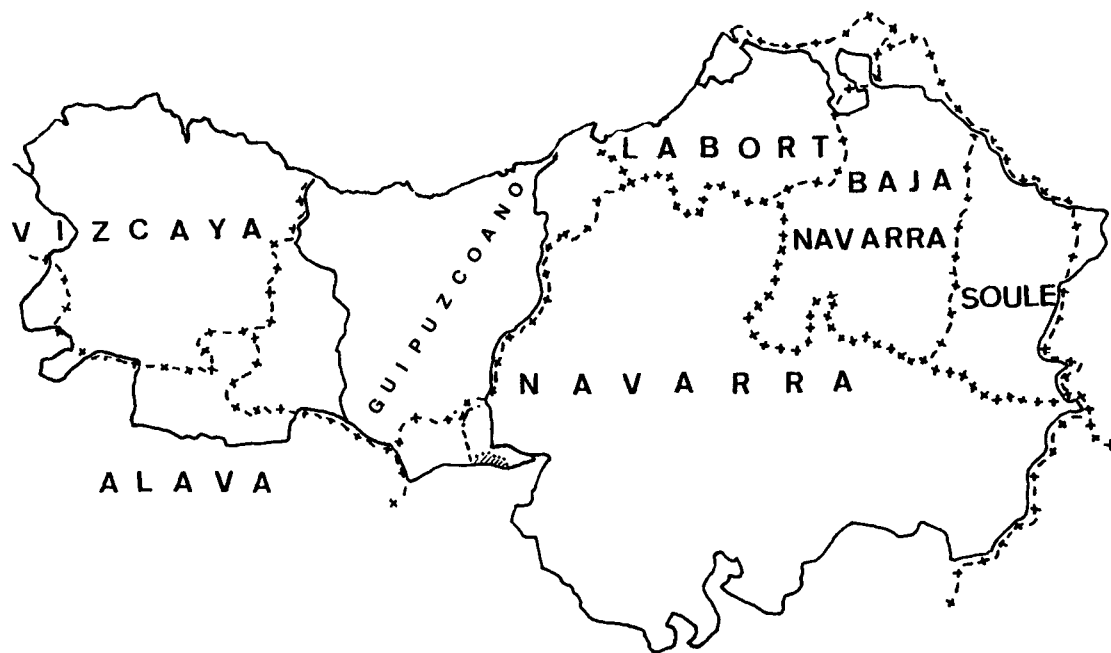 LABORT
BAJA
VIZCAYA
NAVARRA
GUIPUZCOANO
SOULE
NAVARRA
ALAVA